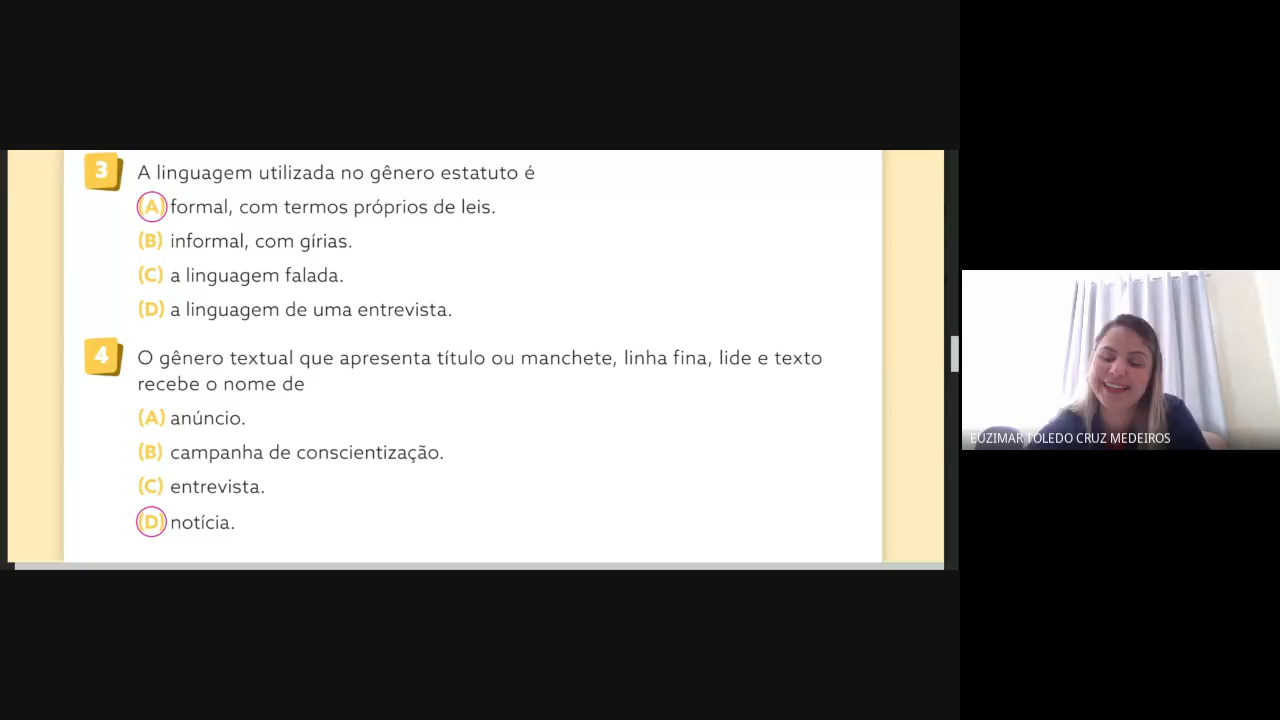 3 A linguagem utilizada no gênero estatuto é
(A) formal, com termos próprios de leis.
(B) informal, com gírias.
(C) a linguagem falada.
(D) a linguagem de uma entrevista.
4 O gênero textual que apresenta título ou manchete, linha fina, lide e texto
recebe o nome de
(A) anúncio.
(B) campanha de conscientização.
(C) entrevista.
(D) notícia.
EUZIMAR TOLEDO CRUZ MEDEIROS